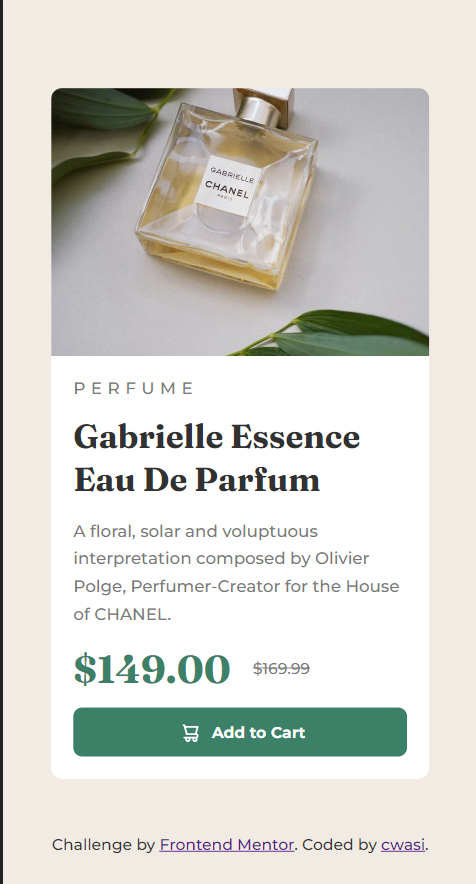 GABRIELLE
CHANEL
PARIS
PERFUME
Gabrielle Essence
Eau De Parfum
A floral, solar and voluptuous
interpretation composed by Olivier
Polge, Perfumer-Creator for the House
of CHANEL.
$149.00 $169.99
Add to Cart
Challenge by Frontend Mentor. Coded by cwasi.